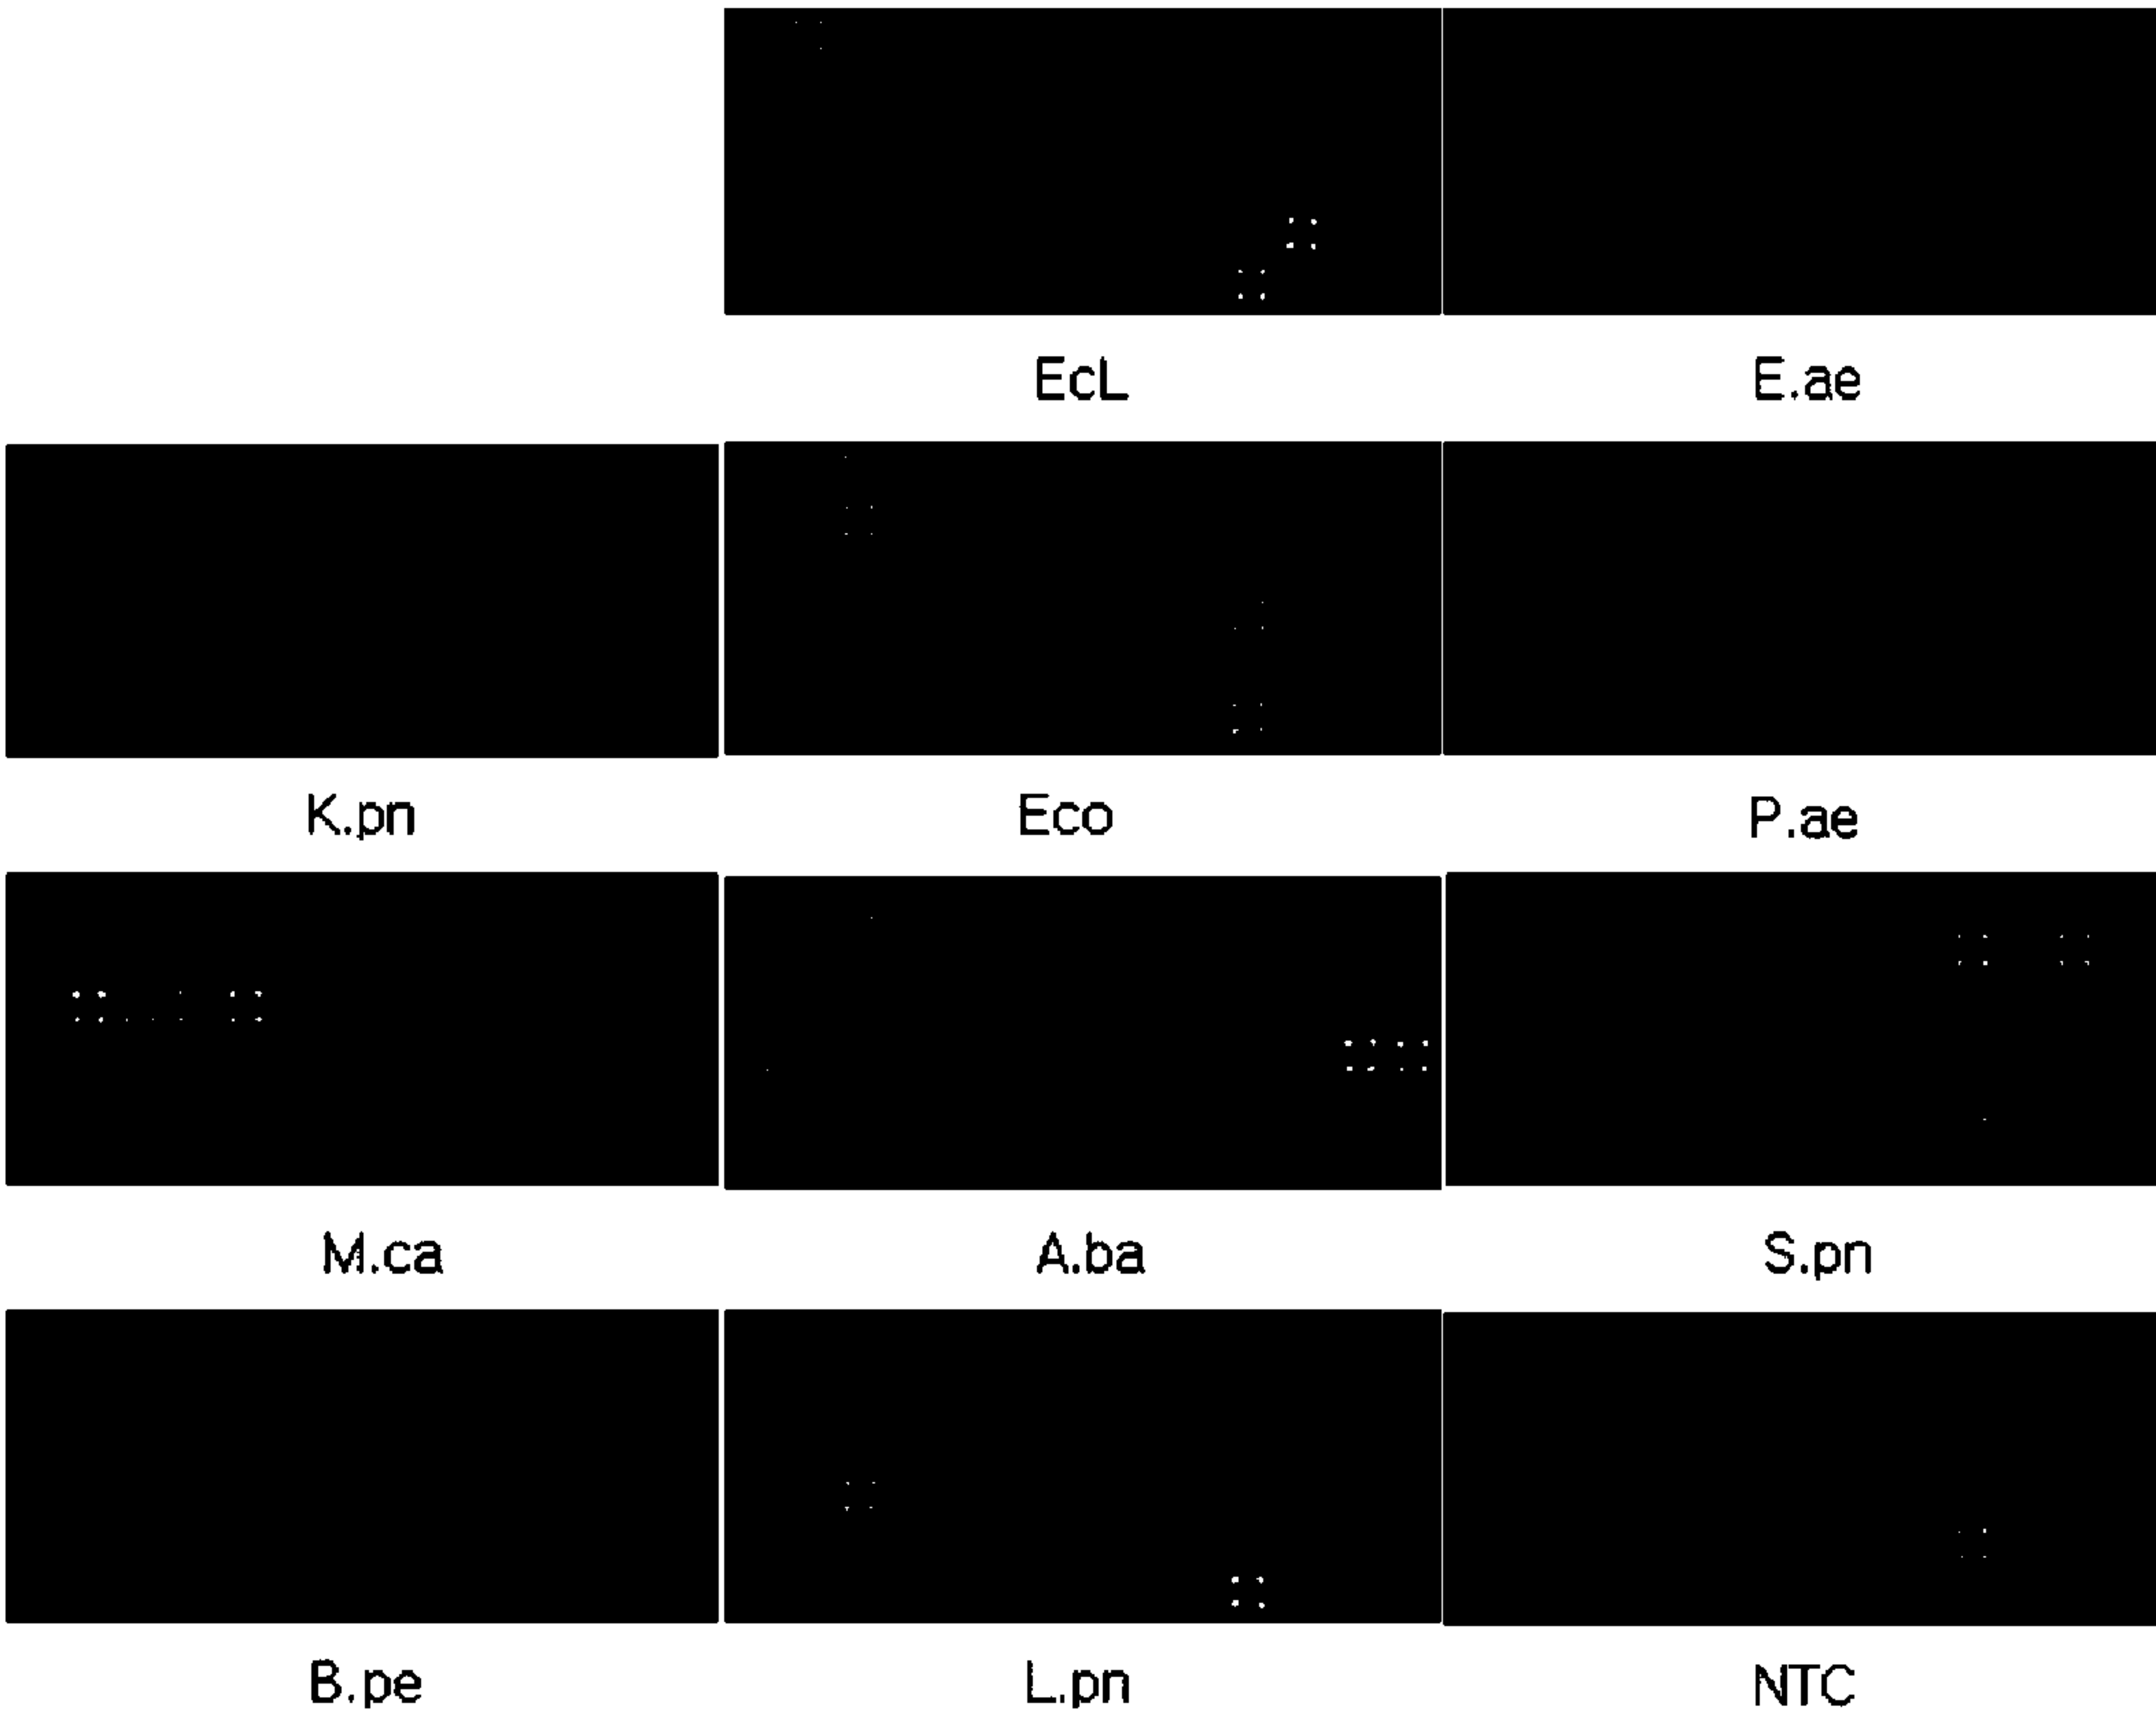 EcL
E.ae
K.pn
Eco
P.ae
M.ca
A.ba
S.pn
B.pe
L.pn
NTC